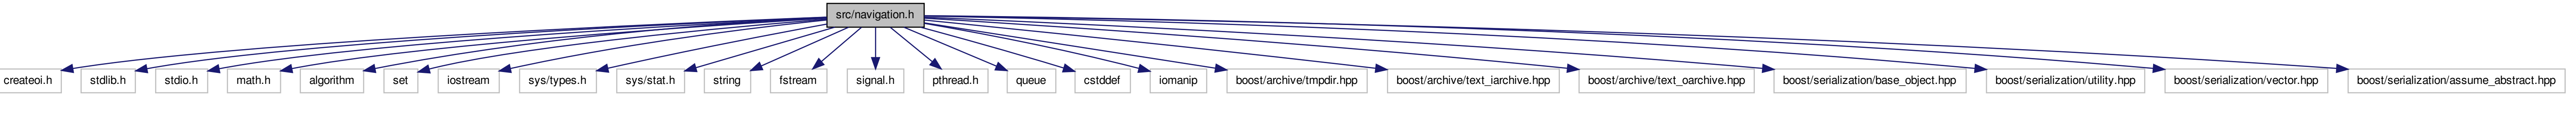 src/navigation.h
createoi.h
stdlib.h
stdio.h
math.h
algorithm
set
iostream
sys/types.h
sys/stat.h
string
fstream
signal.h
pthread.h
queue
cstddef
iomanip
boost/archive/tmpdir.hpp
boost/archive/text_iarchive.hpp
boost/archive/text_oarchive.hpp
boost/serialization/base_object.hpp
boost/serialization/utility.hpp
boost/serialization/vector.hpp
boost/serialization/assume_abstract.hpp